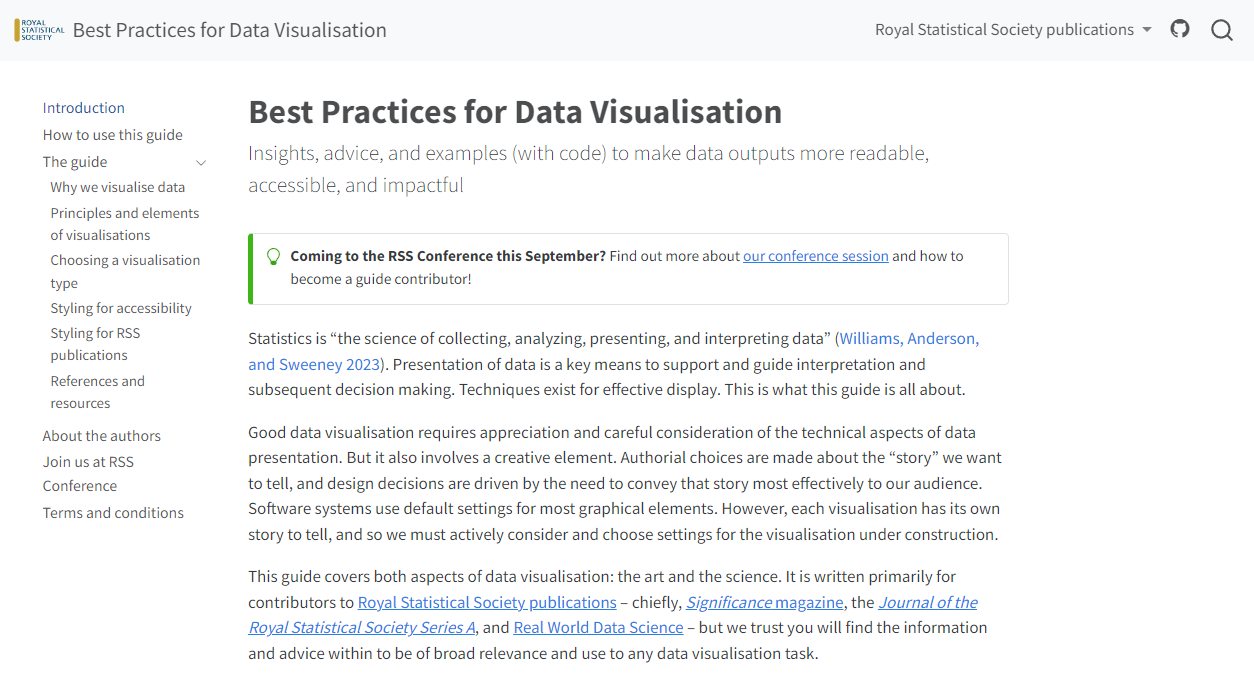 ROYAL
STATISTICAL
SOCIETY
Best Practices for Data Visualisation
Royal Statistical Society publications
Introduction
How to use this guide
The guide
Why we visualise data
Principles and elements
of visualisations
Choosing a visualisation
type
Styling for accessibility
Styling for RSS
publications
References and
resources
About the authors
Join us at RSS
Conference
Terms and conditions
Best Practices for Data Visualisation
Insights, advice, and examples (with code) to make data outputs more readable,
accessible, and impactful
Coming to the RSS Conference this September? Find out more about our conference session and how to
become a guide contributor!
Statistics is “the science of collecting, analyzing, presenting, and interpreting data” (Williams, Anderson,
and Sweeney 2023). Presentation of data is a key means to support and guide interpretation and
subsequent decision making. Techniques exist for effective display. This is what this guide is all about.
Good data visualisation requires appreciation and careful consideration of the technical aspects of data
presentation. But it also involves a creative element. Authorial choices are made about the “story” we want
to tell, and design decisions are driven by the need to convey that story most effectively to our audience.
Software systems use default settings for most graphical elements. However, each visualisation has its own
story to tell, and so we must actively consider and choose settings for the visualisation under construction.
This guide covers both aspects of data visualisation: the art and the science. It is written primarily for
contributors to Royal Statistical Society publications – chiefly, Significance magazine, the Journal of the
Royal Statistical Society Series A, and Real World Data Science – but we trust you will find the information
and advice within to be of broad relevance and use to any data visualisation task.